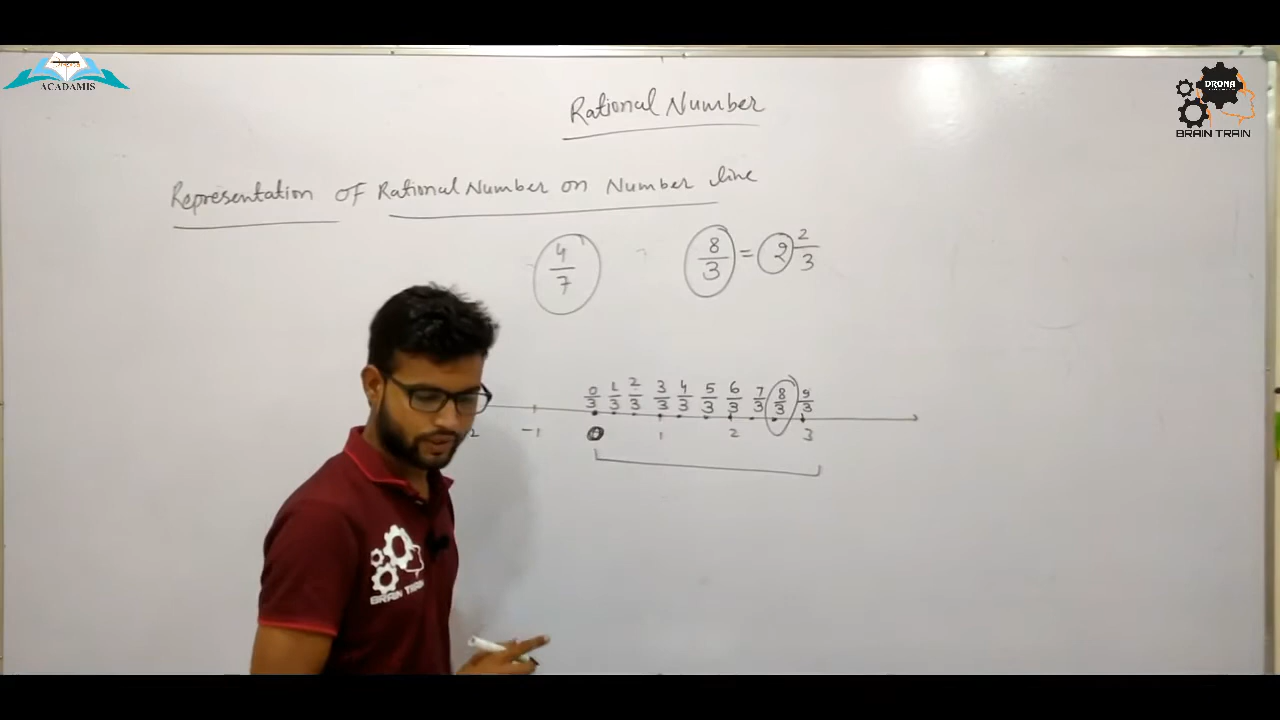 ACADAMIS
DRONA
BRAIN TRAIN
Rational Number
Representation of Rational Number on Number line
4/7
8/3 = 2 2/3
0/3 1/3 2/3 3/3 4/3 5/3 6/3 7/3 8/3 9/3
2 -1 0 1 2 3
BRAIN TRAIN